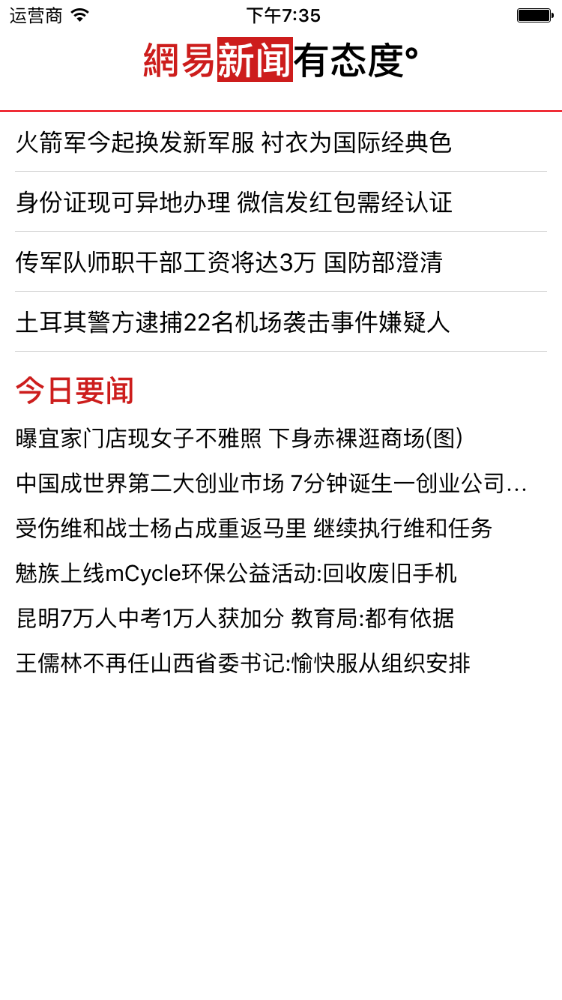 运营商 下午7:35
網易新闻有态度°
火箭军今起换发新军服 衬衣为国际经典色
身份证现可异地办理 微信发红包需经认证
传军队师职干部工资将达3万 国防部澄清
土耳其警方逮捕22名机场袭击事件嫌疑人
今日要闻
曝宜家门店现女子不雅照 下身赤裸逛商场(图)
中国成世界第二大创业市场 7分钟诞生一创业公司…
受伤维和战士杨占成重返马里 继续执行维和任务
魅族上线mCycle环保公益活动:回收废旧手机
昆明7万人中考1万人获加分 教育局:都有依据
王儒林不再任山西省委书记:愉快服从组织安排